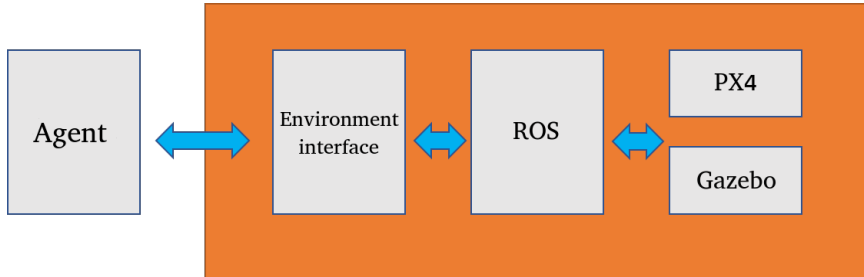 Agent
Environment
interface
ROS
PX4
Gazebo